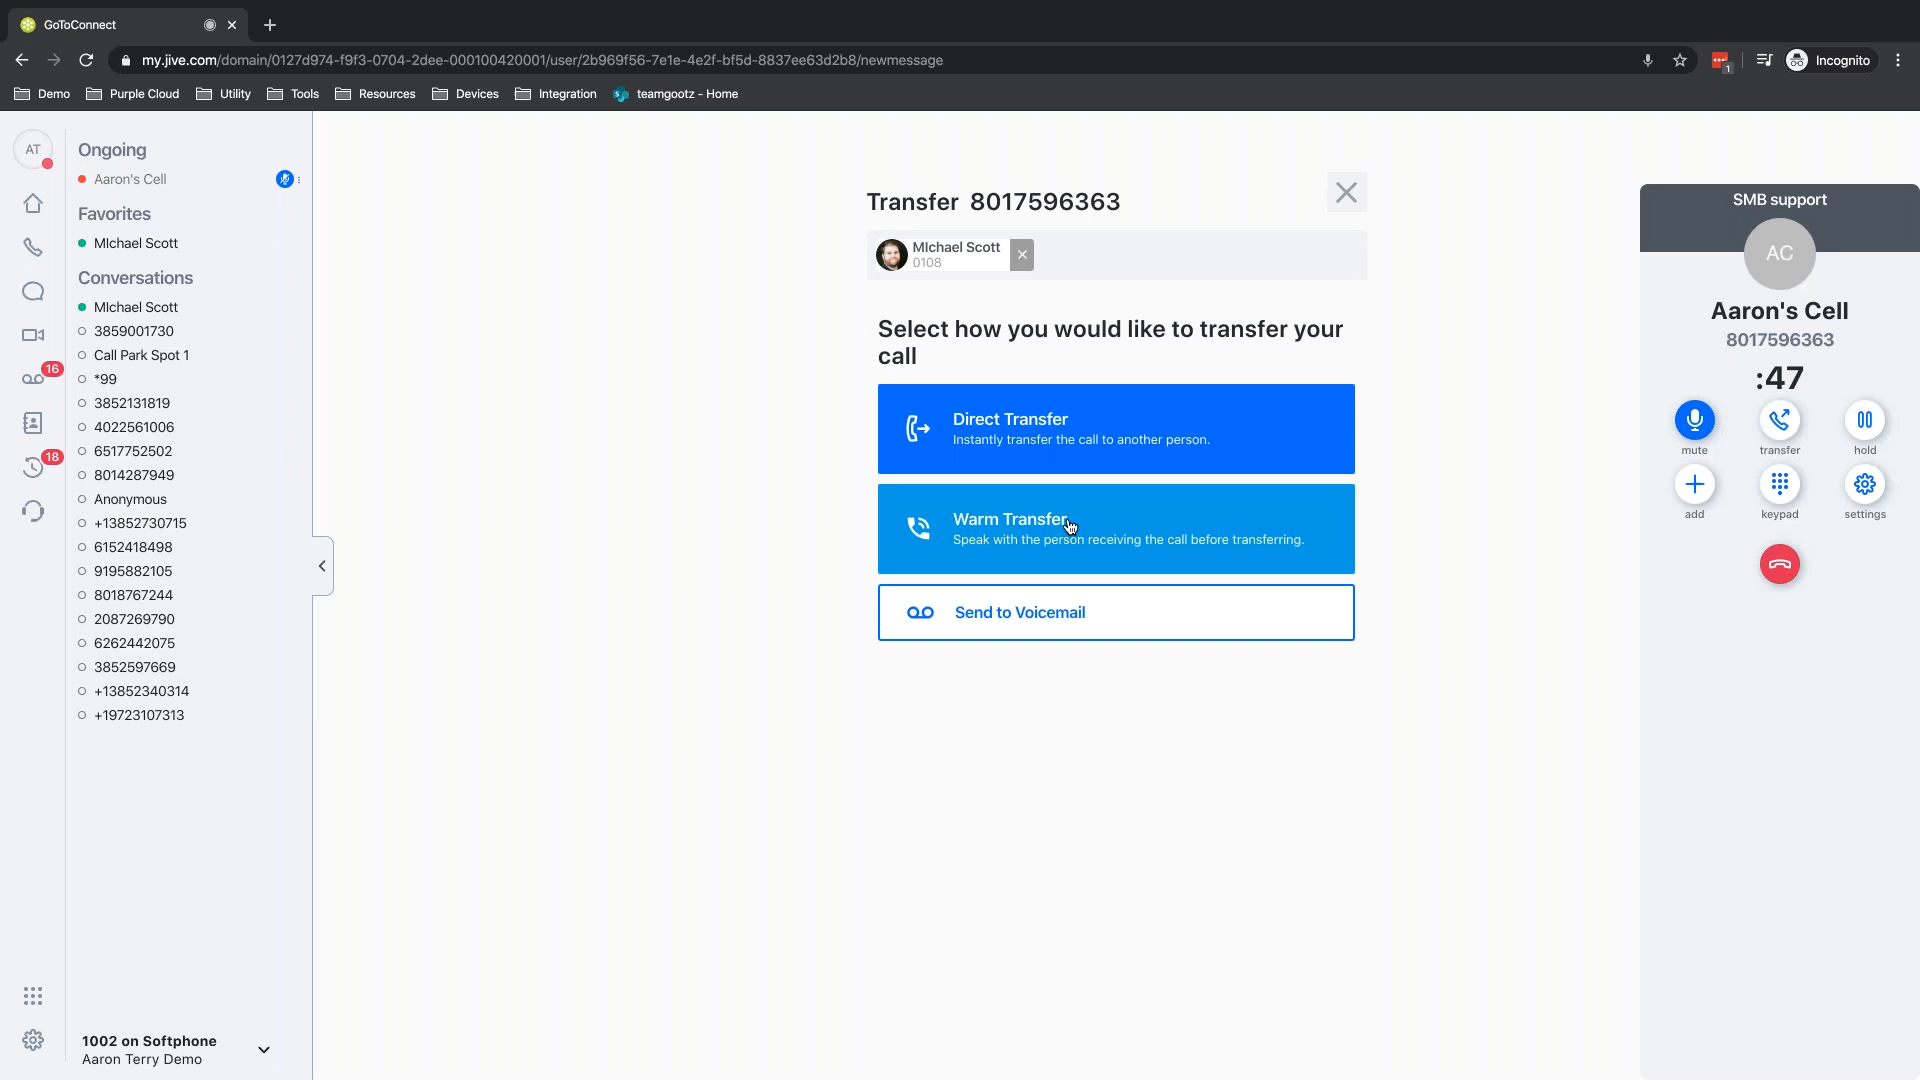 GoToConnect
my.jive.com/domain/0127d974-f9f3-0704-2dee-000100420001/user/2b969f56-7e1e-4e2f-bf5d-8837ee63d2b8/newmessage
1
Incognito
Demo
Purple Cloud
Utility
Tools
Resources
Devices
Integration
teamgootz - Home
AT
16
18
Ongoing
Aaron's Cell
Favorites
MIchael Scott
Conversations
MIchael Scott
3859001730
Call Park Spot 1
*99
3852131819
4022561006
6517752502
8014287949
Anonymous
+13852730715
6152418498
9195882105
8018767244
2087269790
6262442075
3852597669
+13852340314
+19723107313
1002 on Softphone
Aaron Terry Demo
Transfer 8017596363
MIchael Scott
0108
Select how you would like to transfer your
call
Direct Transfer
Instantly transfer the call to another person.
Warm Transfer
Speak with the person receiving the call before transferring.
Send to Voicemail
SMB support
AC
Aaron's Cell
8017596363
:47
mute
transfer
hold
add
keypad
settings